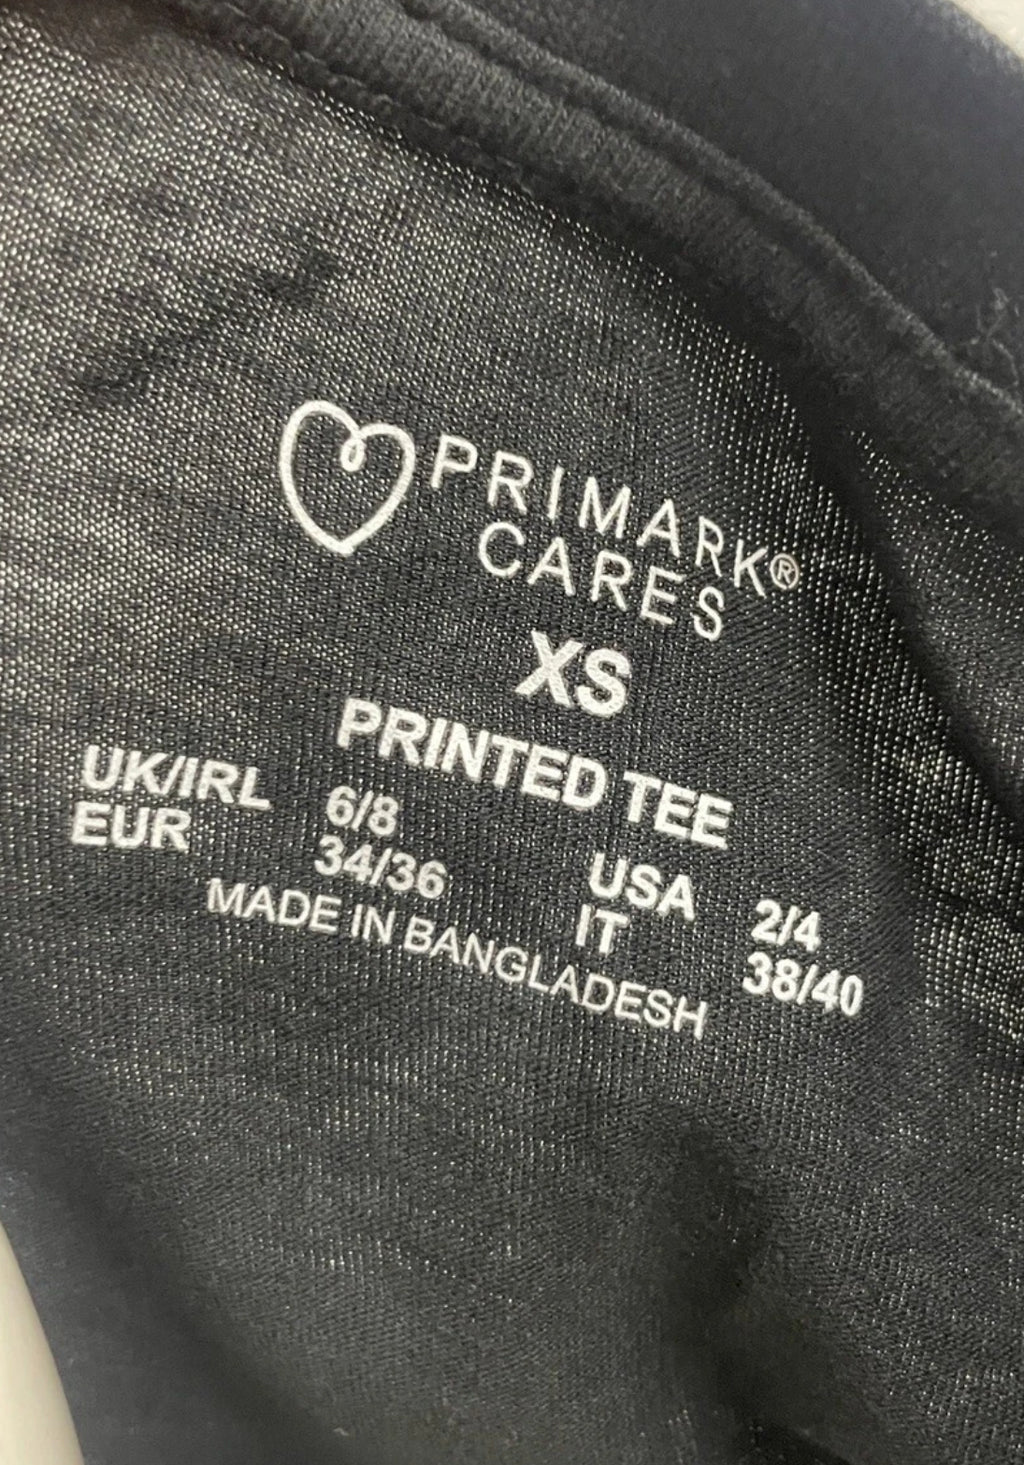 PRIMARK®
CARES
XS
PRINTED TEE
UK/IRL 6/8 USA 2/4
EUR 34/36 IT 38/40
MADE IN BANGLADESH